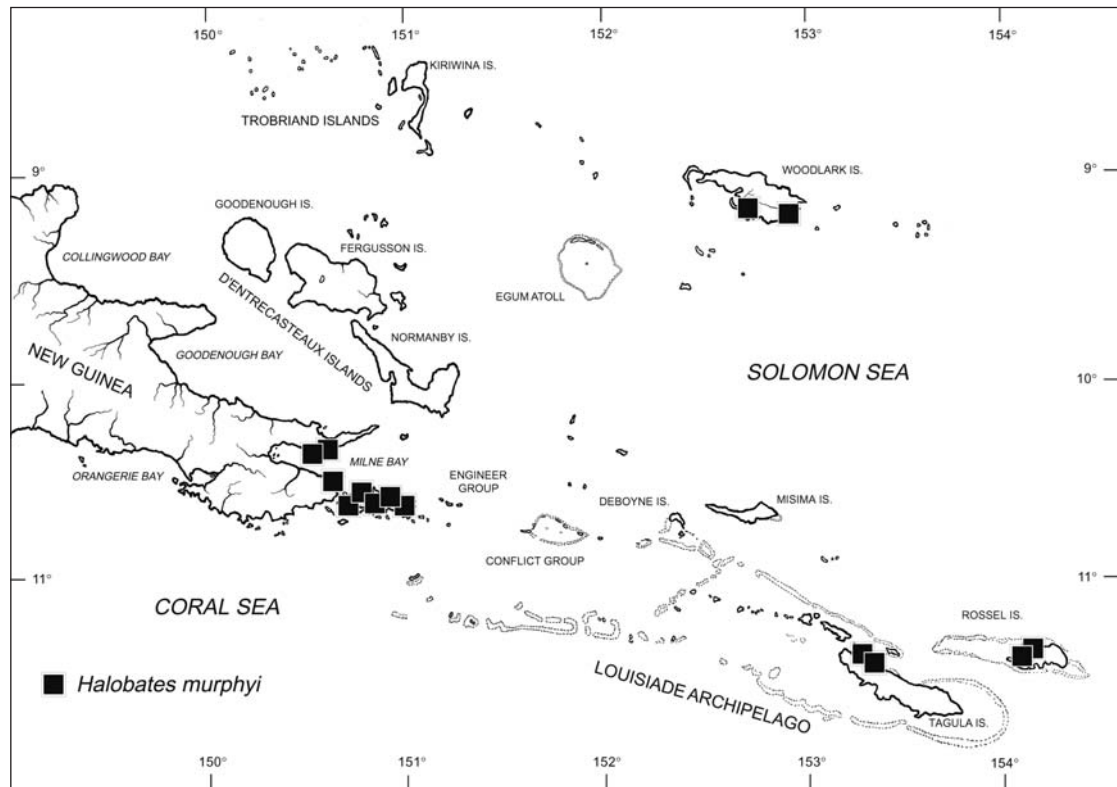 150°
151°
152°
153°
154°
KIRIWINA IS.
TROBRIAND ISLANDS
9°
9°
WOODLARK IS.
GOODENOUGH IS.
COLLINGWOOD BAY
FERGUSSON IS.
D'ENTRECASTEAUX ISLANDS
EGUM ATOLL
NORMANBY IS.
GOODENOUGH BAY
NEW GUINEA
SOLOMON SEA
10°
MILNE BAY
ORANGERIE BAY
ENGINEER
GROUP
DEBOYNE IS.
MISIMA IS.
CONFLICT GROUP
11°
11°
CORAL SEA
ROSSEL IS.
LOUISIADE ARCHIPELAGO
Halobates murphyi
TAGULA IS.
150°
151°
152°
153°
154°